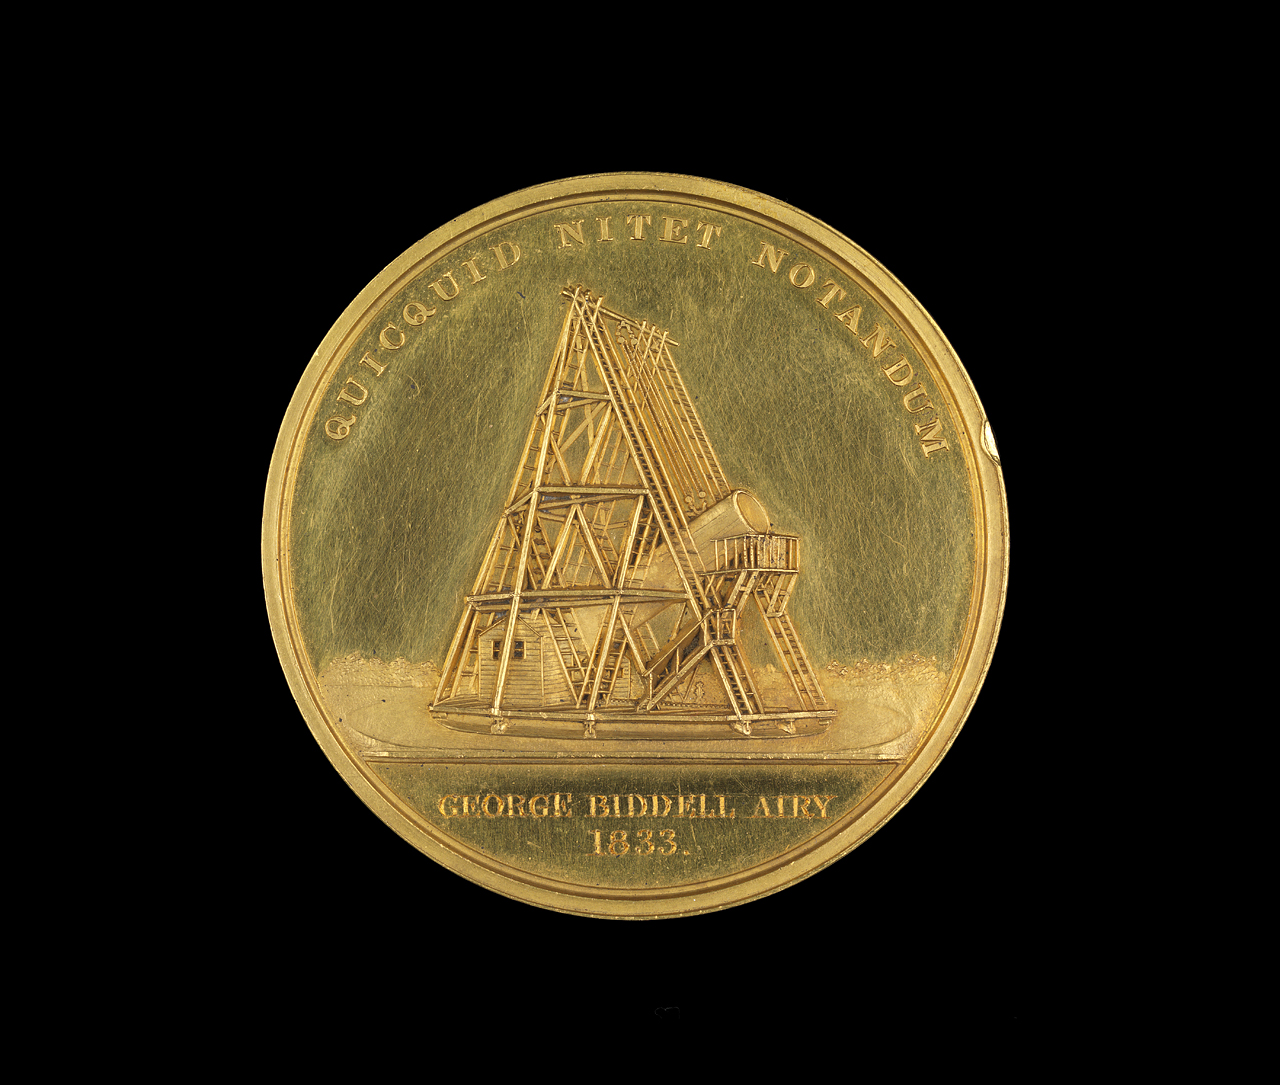 QUICQUID NITET NOTANDUM
GEORGE BIDDELL AIRY
1833.